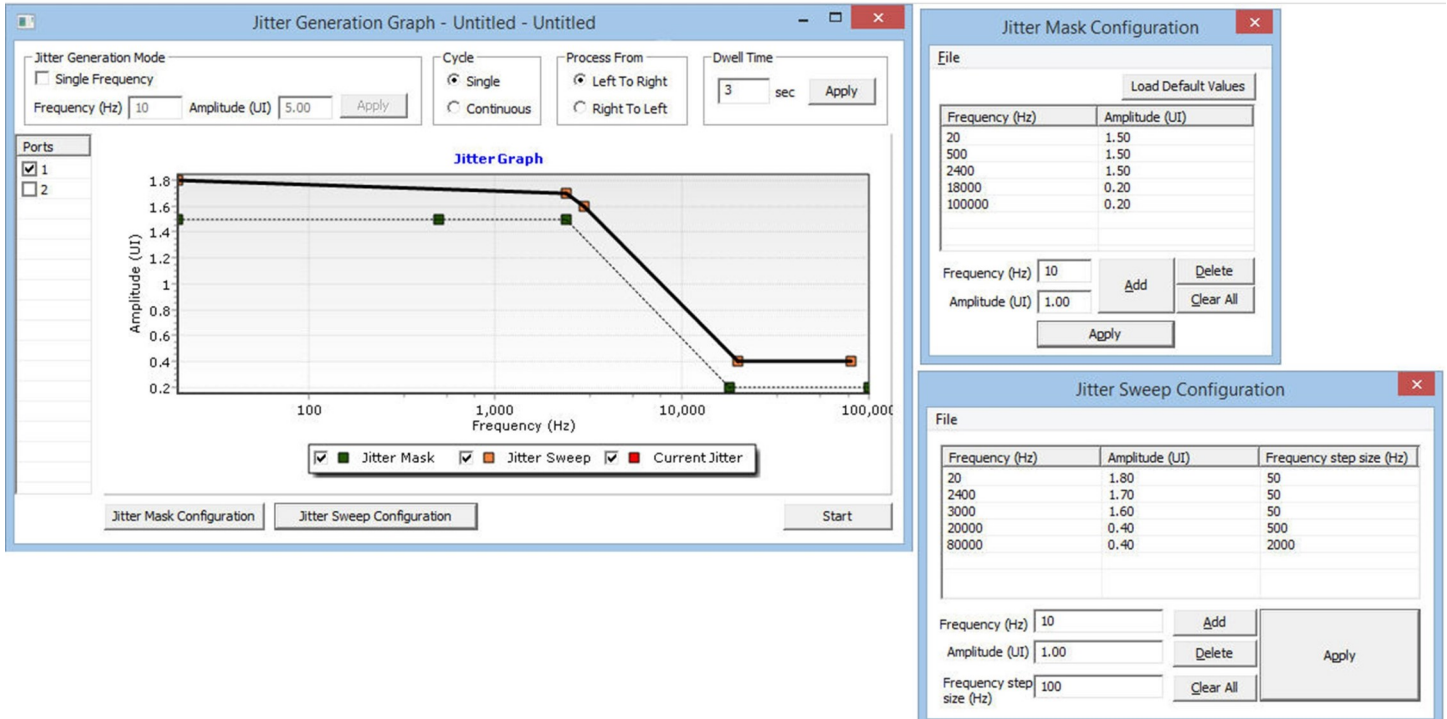 Jitter Generation Graph - Untitled - Untitled
Jitter Generation Mode
Single Frequency
Frequency (Hz) 10 Amplitude (UI) 5.00 Apply
Cycle
Single
Continuous
Process From
Left To Right
Right To Left
Dwell Time
3 sec Apply
Ports
1
2
Jitter Graph
Amplitude (UI)
1.8
1.6
1.4
1.2
1
0.8
0.6
0.4
0.2
100 1,000 10,000 100,000
Frequency (Hz)
Jitter Mask Jitter Sweep Current Jitter
Jitter Mask Configuration Jitter Sweep Configuration Start
Jitter Mask Configuration
File
Load Default Values
Frequency (Hz) Amplitude (UI)
20 1.50
500 1.50
2400 1.50
18000 0.20
100000 0.20
Frequency (Hz) 10 Add Delete
Amplitude (UI) 1.00 Clear All
Apply
Jitter Sweep Configuration
File
Frequency (Hz) Amplitude (UI) Frequency step size (Hz)
20 1.80 50
2400 1.70 50
3000 1.60 50
20000 0.40 500
80000 0.40 2000
Frequency (Hz) 10 Add
Amplitude (UI) 1.00 Delete Apply
Frequency step
size (Hz) 100 Clear All